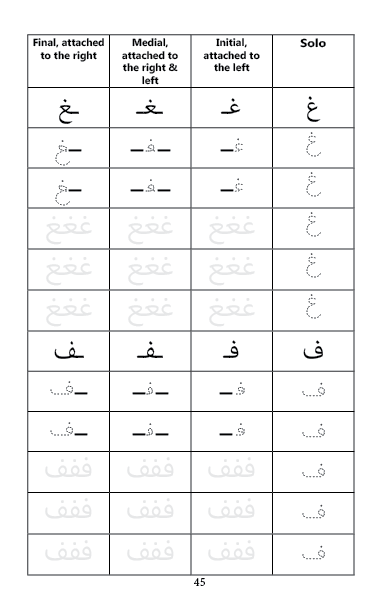 Final, attached to the right	Medial, attached to the right & left	Initial, attached to the left	Solo
ـغ	ـغـ	غـ	غ
ـغ	ـغـ	غـ	غ
ـغ	ـغـ	غـ	غ
غغغ	غغغ	غغغ	غ
غغغ	غغغ	غغغ	غ
غغغ	غغغ	غغغ	غ
ـف	ـفـ	فـ	ف
ـف	ـفـ	فـ	ف
ـف	ـفـ	فـ	ف
ففف	ففف	ففف	ف
ففف	ففف	ففف	ف
ففف	ففف	ففف	ف
45